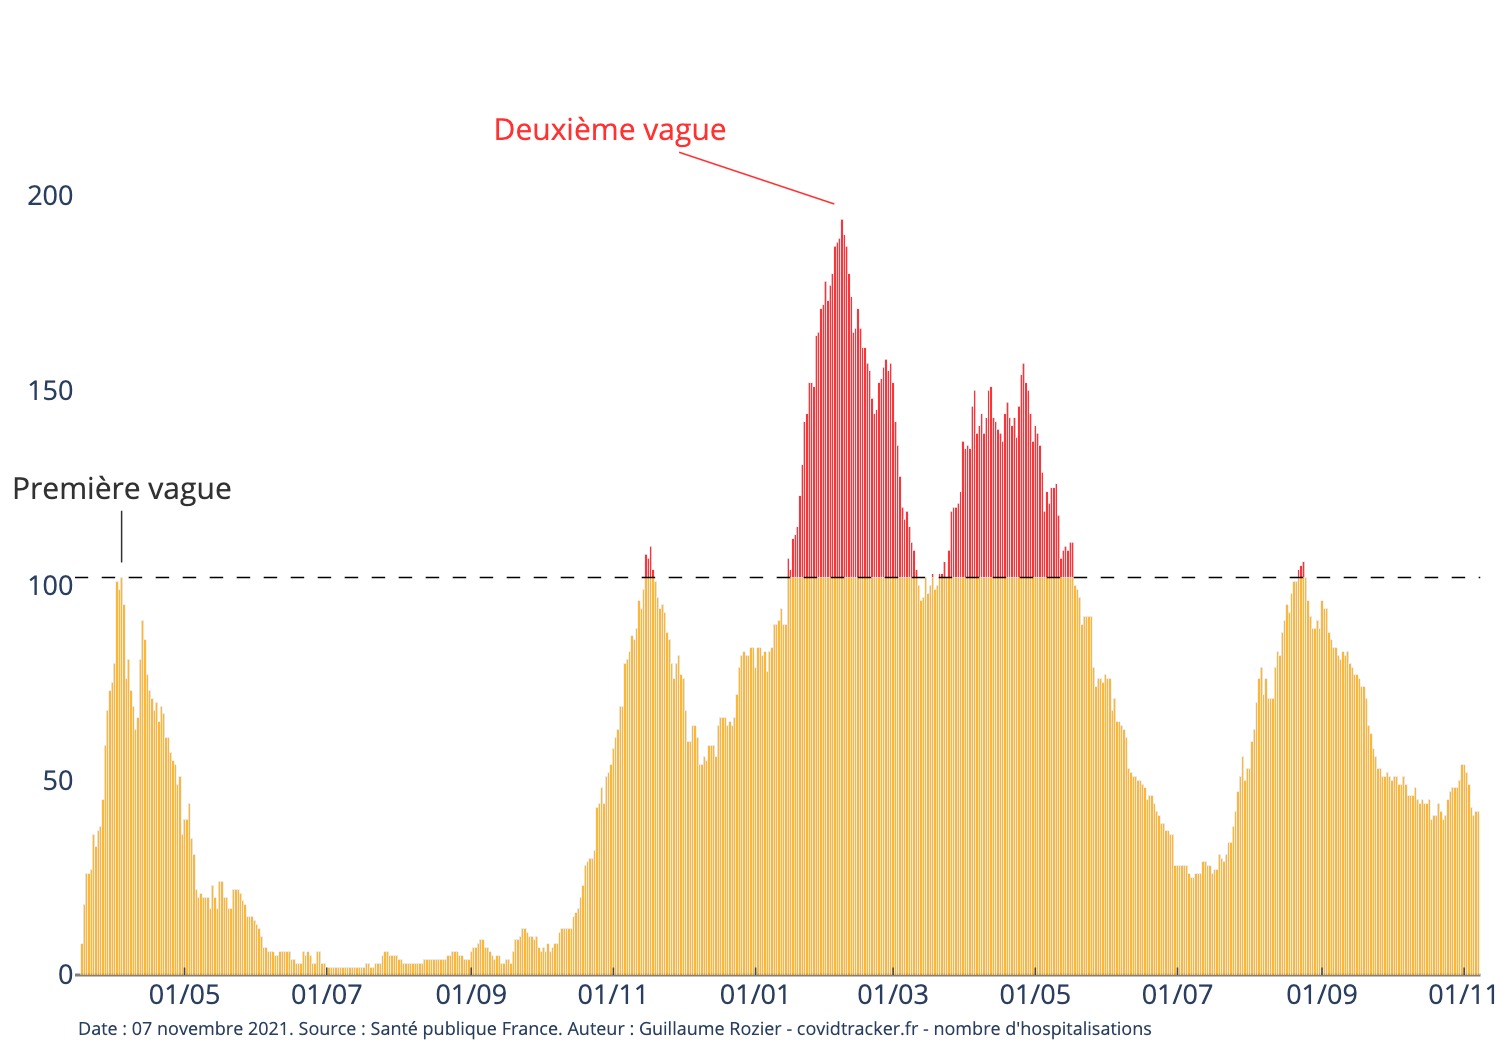 Deuxième vague
200
150
Première vague
100
50
0
01/05 01/07 01/09 01/11 01/01 01/03 01/05 01/07 01/09 01/11
Date : 07 novembre 2021. Source : Santé publique France. Auteur : Guillaume Rozier - covidtracker.fr - nombre d'hospitalisations